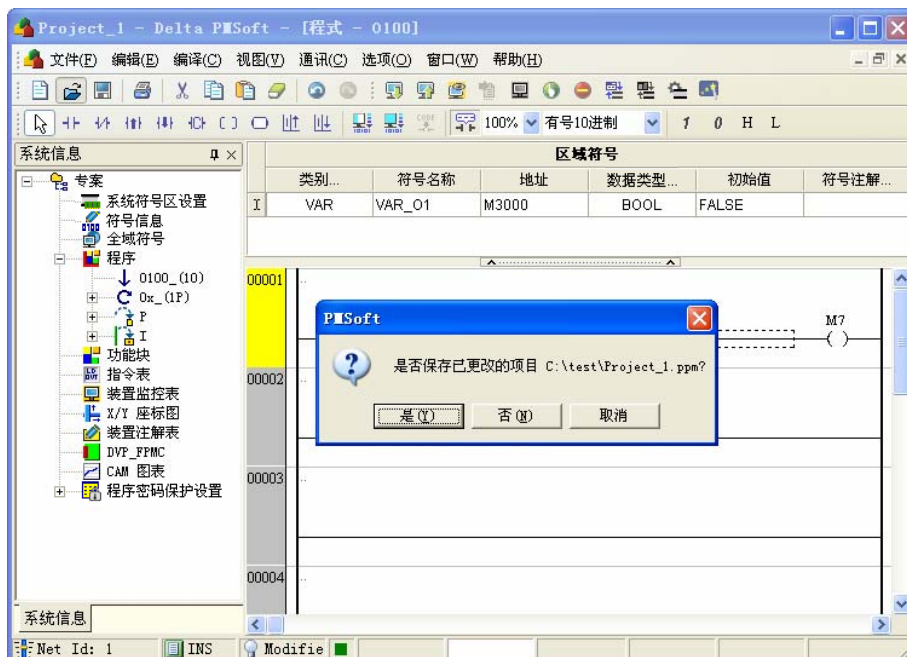 Project_1 - Delta PMSoft - [程式 - O100]
文件(F) 编辑(E) 编译(C) 视图(V) 通讯(C) 选项(O) 窗口(W) 帮助(H)
100% 有号10进制 1 0 H L
系统信息
专案
系统符号区设置
符号信息
全域符号
程序
O100_(10)
Ox_(1P)
P
I
功能块
指令表
装置监控表
X/Y 座标图
装置注解表
DVP_FPMC
CAM 图表
程序密码保护设置
系统信息
区域符号
类别... 符号名称 地址 数据类型... 初始值 符号注解...
I VAR VAR_O1 M3000 BOOL FALSE
00001
M7
00002
00003
00004
PMSoft
是否保存已更改的项目 C:\test\Project_1.ppm?
是(Y) 否(N) 取消
Net Id: 1 INS Modifie